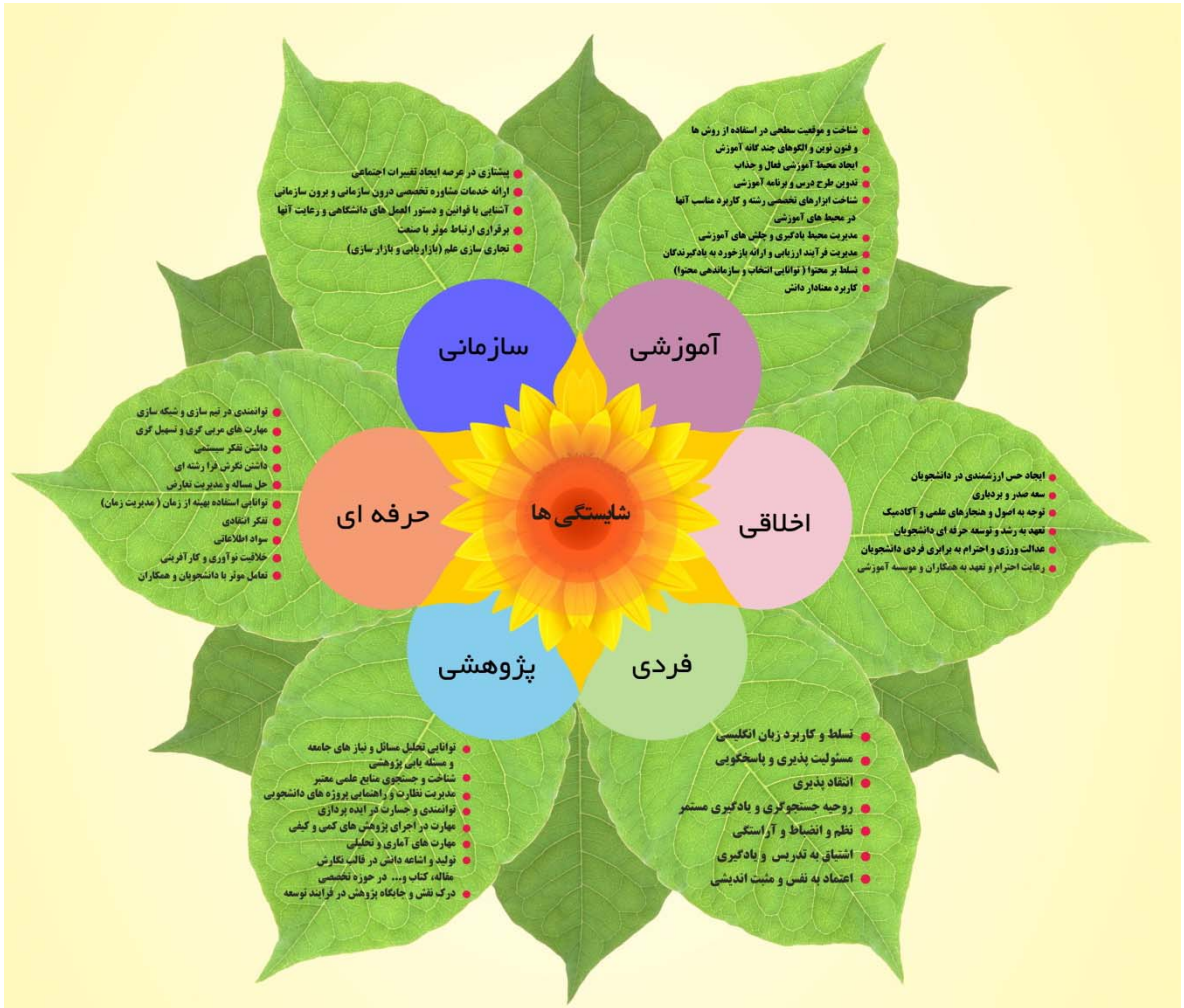 شایستگی ها
آموزشی
● شناخت و موقعیت سطحی در استفاده از روش ها
و فنون نوین و الگوهای چند گانه آموزش
● ایجاد محیط آموزشی فعال و جذاب
● تدوین طرح درس و برنامه آموزشی
● شناخت ابزارهای تخصصی رشته و کاربرد مناسب آنها
در محیط های آموزشی
● مدیریت محیط یادگیری و چلش های آموزشی
● مدیریت فرآیند ارزیابی و ارائه بازخورد به یادگیرندگان
● تسلط بر محتوا ( توانایی انتخاب و سازماندهی محتوا)
● کاربرد معنادار دانش
اخلاقی
● ایجاد حس ارزشمندی در دانشجویان
● سعه صدر و بردباری
● توجه به اصول و هنجارهای علمی و آکادمیک
● تعهد به رشد و توسعه حرفه ای دانشجویان
● عدالت ورزی و احترام به برابری فردی دانشجویان
● رعایت احترام و تعهد به همکاران و موسسه آموزشی
فردی
● تسلط و کاربرد زبان انگلیسی
● مسئولیت پذیری و پاسخگویی
● انتقاد پذیری
● روحیه جستجوگری و یادگیری مستمر
● نظم و انضباط و آراستگی
● اشتیاق به تدریس و یادگیری
● اعتماد به نفس و مثبت اندیشی
پژوهشی
● توانایی تحلیل مسائل و نیاز های جامعه
و مسئله یابی پژوهشی
● شناخت و جستجوی منابع علمی معتبر
● مدیریت نظارت و راهنمایی پروژه های دانشجویی
● توانمندی و جسارت در ایده پردازی
● مهارت در اجرای پژوهش های کمی و کیفی
● مهارت های آماری و تحلیلی
● تولید و اشاعه دانش در قالب نگارش
مقاله، کتاب و... در حوزه تخصصی
● درک نقش و جایگاه پژوهش در فرایند توسعه
حرفه ای
● توانمندی در تیم سازی و شبکه سازی
● مهارت های مربی گری و تسهیل گری
● داشتن تفکر سیستمی
● داشتن نگرش فرا رشته ای
● حل مساله و مدیریت تعارض
● توانایی استفاده بهینه از زمان ( مدیریت زمان)
● تفکر انتقادی
● سواد اطلاعاتی
● خلاقیت نوآوری و کارآفرینی
● تعامل موثر با دانشجویان و همکاران
سازمانی
● پیشتازی در عرصه ایجاد تغییرات اجتماعی
● ارائه خدمات مشاوره تخصصی درون سازمانی و برون سازمانی
● آشنایی با قوانین و دستور العمل های دانشگاهی و رعایت آنها
● برقراری ارتباط موثر با صنعت
● تجاری سازی علم (بازاریابی و بازار سازی)